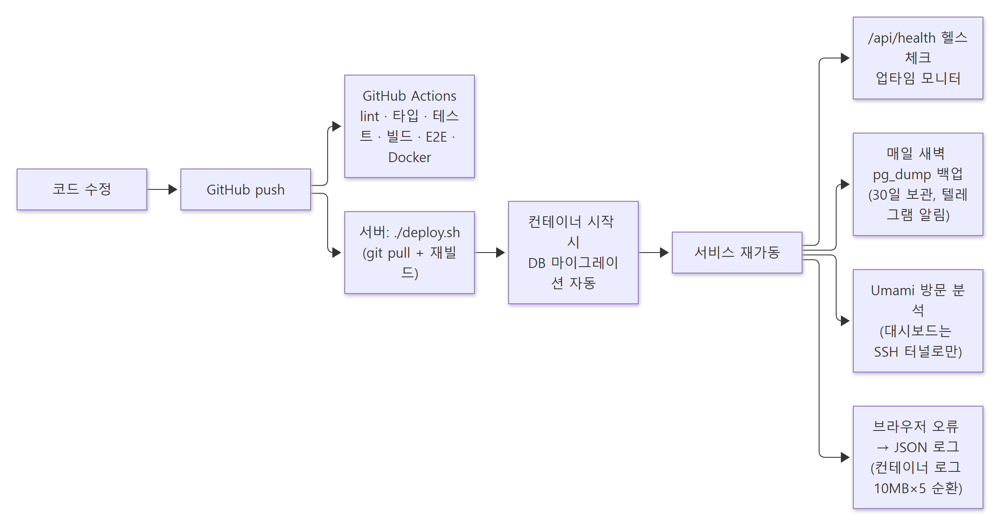 코드 수정
GitHub push
GitHub Actions
lint · 타입 · 테스
트 · 빌드 · E2E ·
Docker
서버: ./deploy.sh
(git pull + 재빌
드)
컨테이너 시작
시
DB 마이그레이
션 자동
서비스 재가동
/api/health 헬스
체크
업타임 모니터
매일 새벽
pg_dump 백업
(30일 보관, 텔레
그램 알림)
Umami 방문 분
석
(대시보드는
SSH 터널로만)
브라우저 오류
→ JSON 로그
(컨테이너 로그
10MB×5 순환)